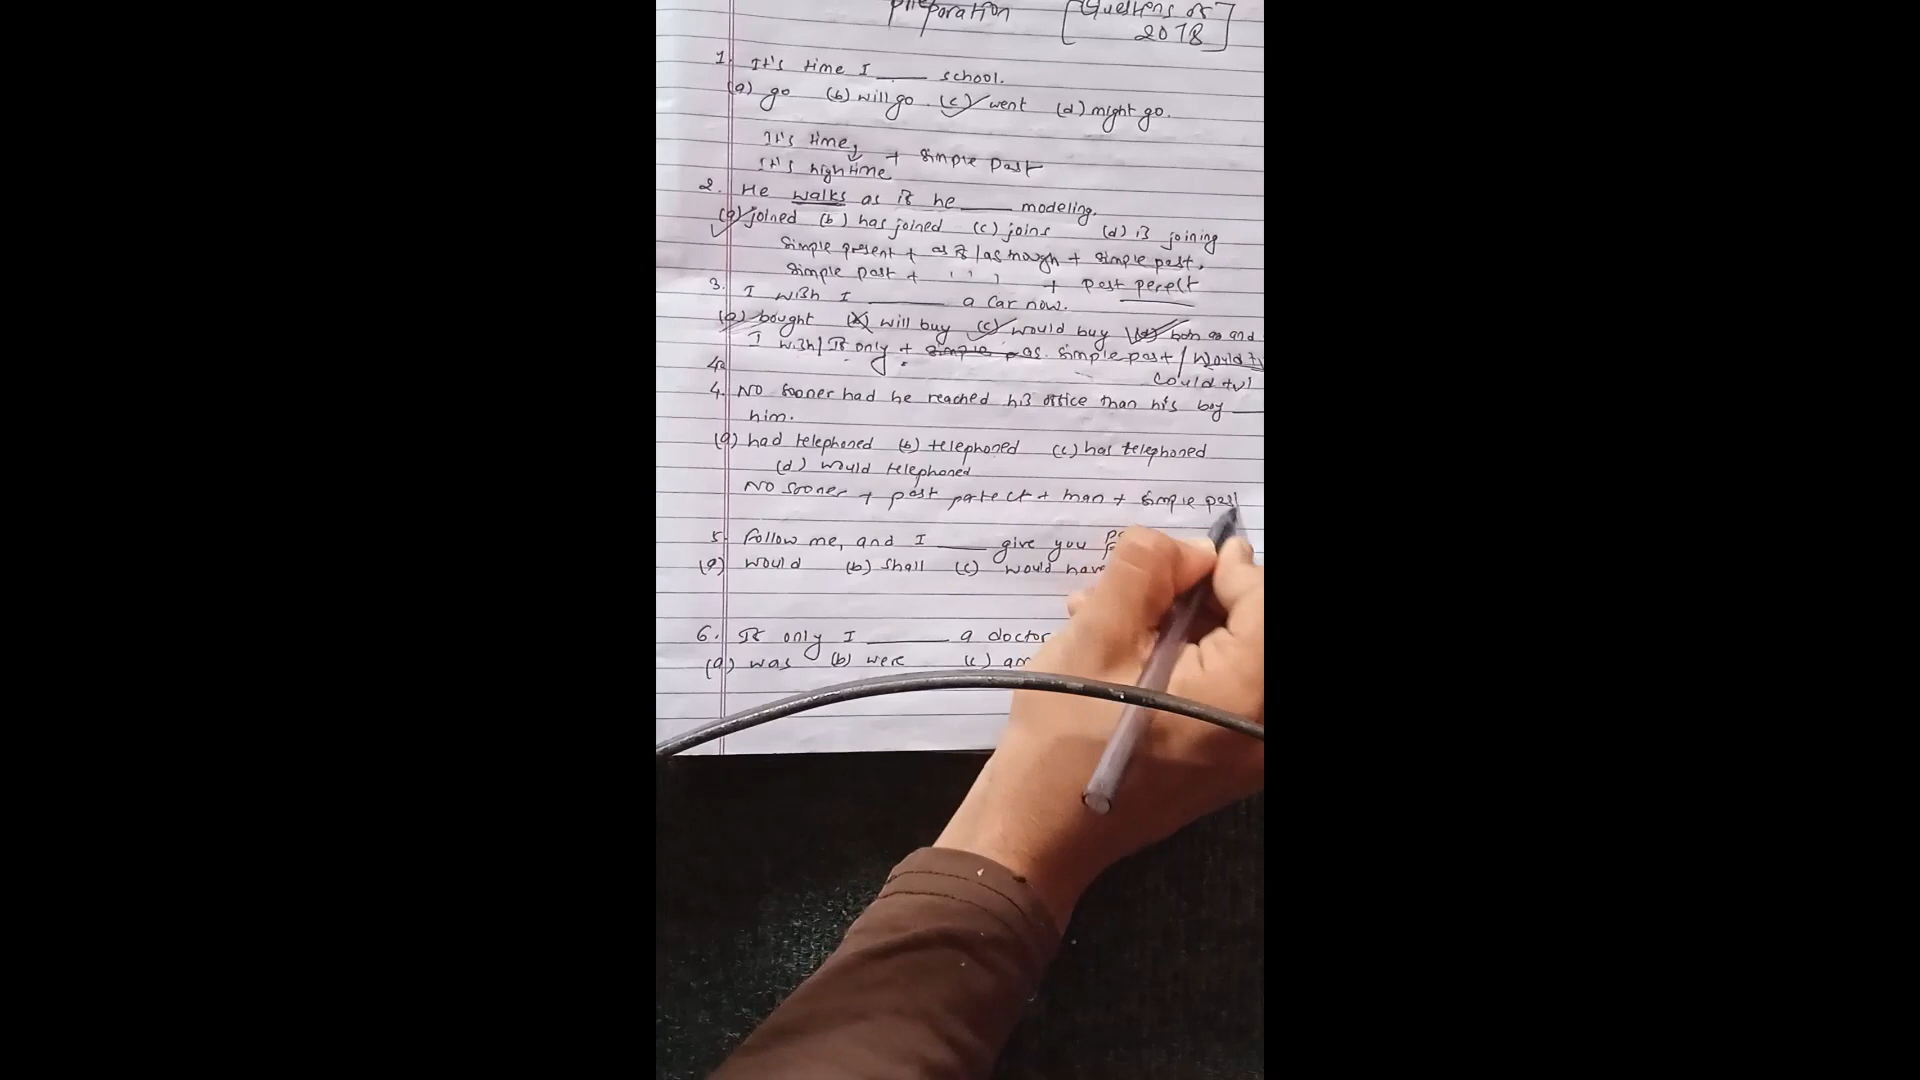 preparation [Questions of 2018]
1. It's time I ____ school.
(a) go (b) will go (c) went (d) might go.
It's time, + simple past
It's high time
2. He walks as if he ____ modeling.
(a) joined (b) has joined (c) joins (d) is joining
simple present + as if / as though + simple past.
simple past + " " + past perfect
3. I wish I ____ a car now.
(a) bought (b) will buy (c) would buy (d) both a and
I wish / If only + simple pas. simple past / would +v1
could +v1
4.
4. No sooner had he reached his office than his boy ____
him.
(a) had telephoned (b) telephoned (c) has telephoned
(d) would telephoned
No sooner + past perfect + than + simple past
5. Follow me, and I ____ give you
(a) would (b) shall (c) would have
6. If only I ____ a doctor
(a) was (b) were (c) am